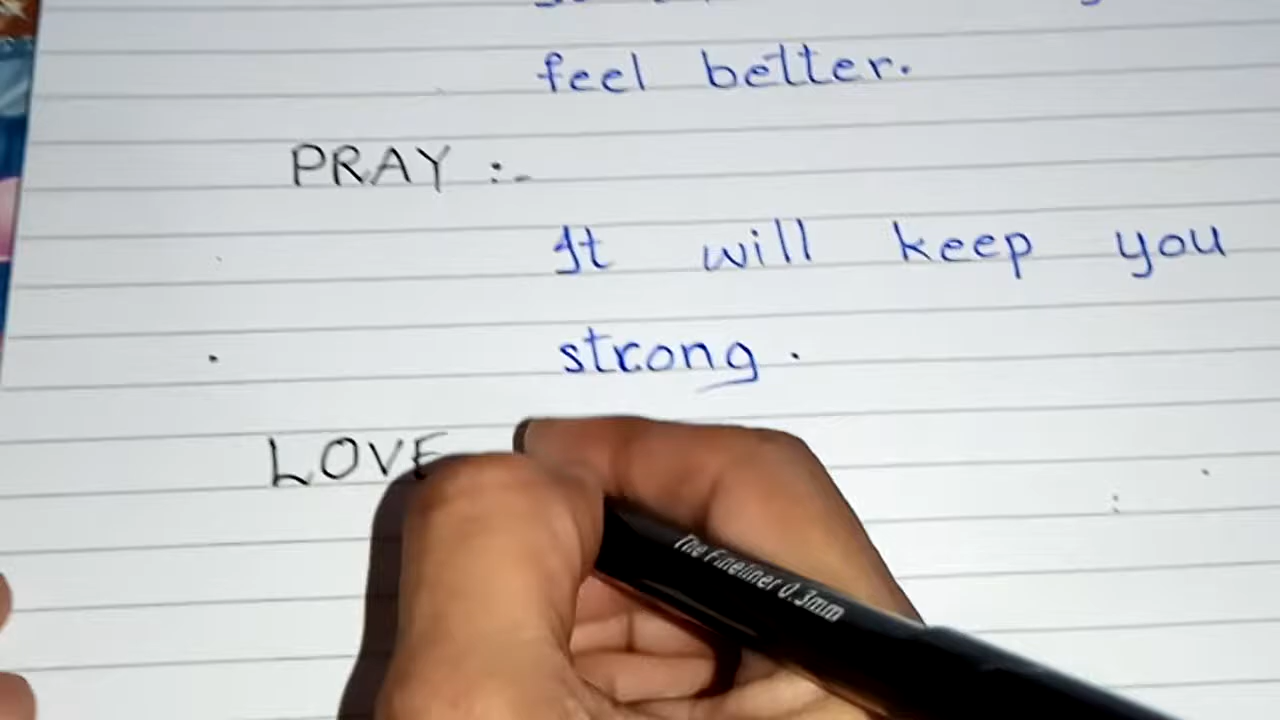 feel better.
PRAY :-
It will keep you
strong.
LOVE
The Fineliner 0.3mm